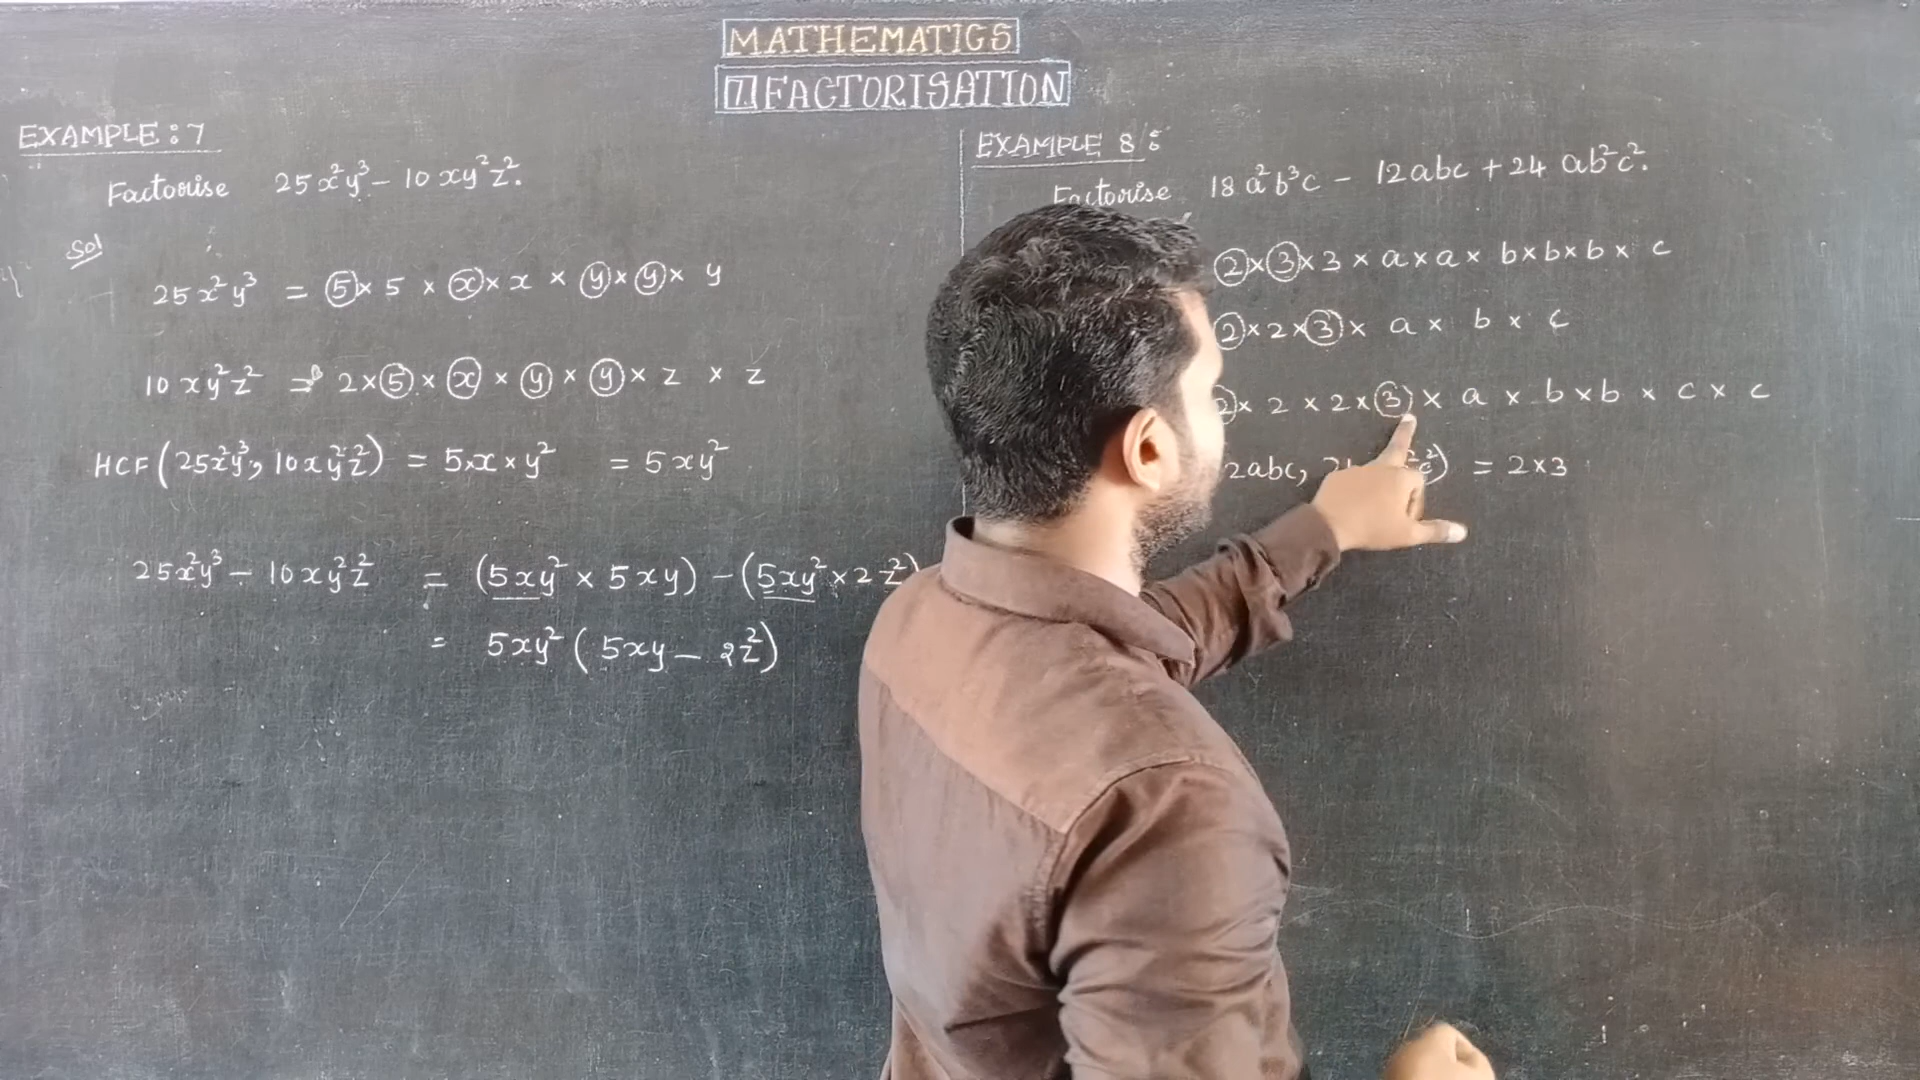 MATHEMATICS
7. FACTORISATION
EXAMPLE : 7
Factorise 25x²y³ – 10xy²z².
Sol
25x²y³ = 5 × 5 × x × x × y × y × y
10xy²z² = 2 × 5 × x × y × y × z × z
HCF(25x²y³, 10xy²z²) = 5×x×y² = 5xy²
25x²y³ – 10xy²z² = (5xy² × 5xy) – (5xy² × 2z²)
= 5xy² (5xy – 2z²)
EXAMPLE 8 :
Factorise 18a²b³c – 12abc + 24ab²c².
2×3×3 × a×a× b×b×b × c
2×2×3× a × b × c
2× 2 × 2×3 × a × b×b × c × c
2abc, ²c²) = 2×3